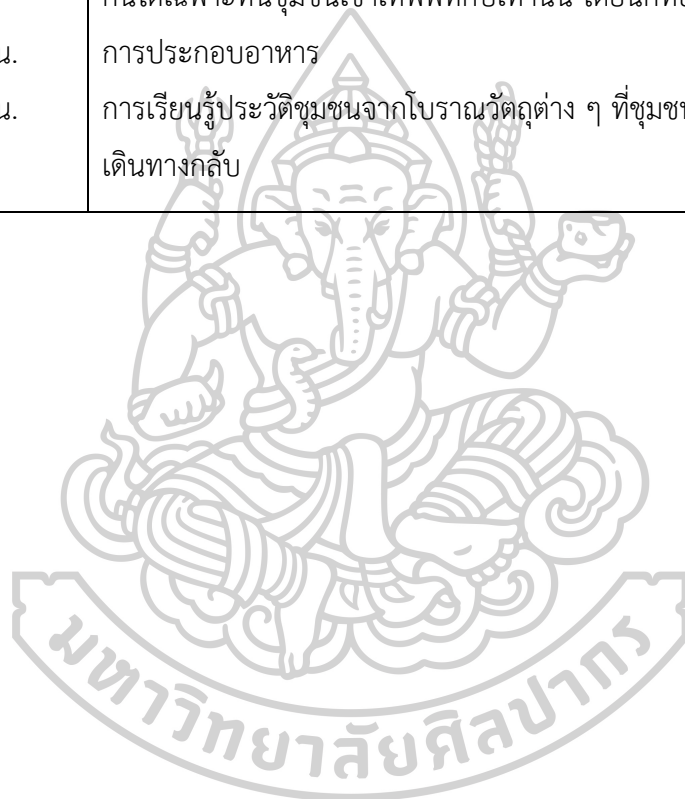 น. การประกอบอาหาร
น. การเรียนรู้ประวัติชุมชนจากโบราณวัตถุต่าง ๆ ที่ชุมช
เดินทางกลับ
มหาวิทยาลัยศิลปากร